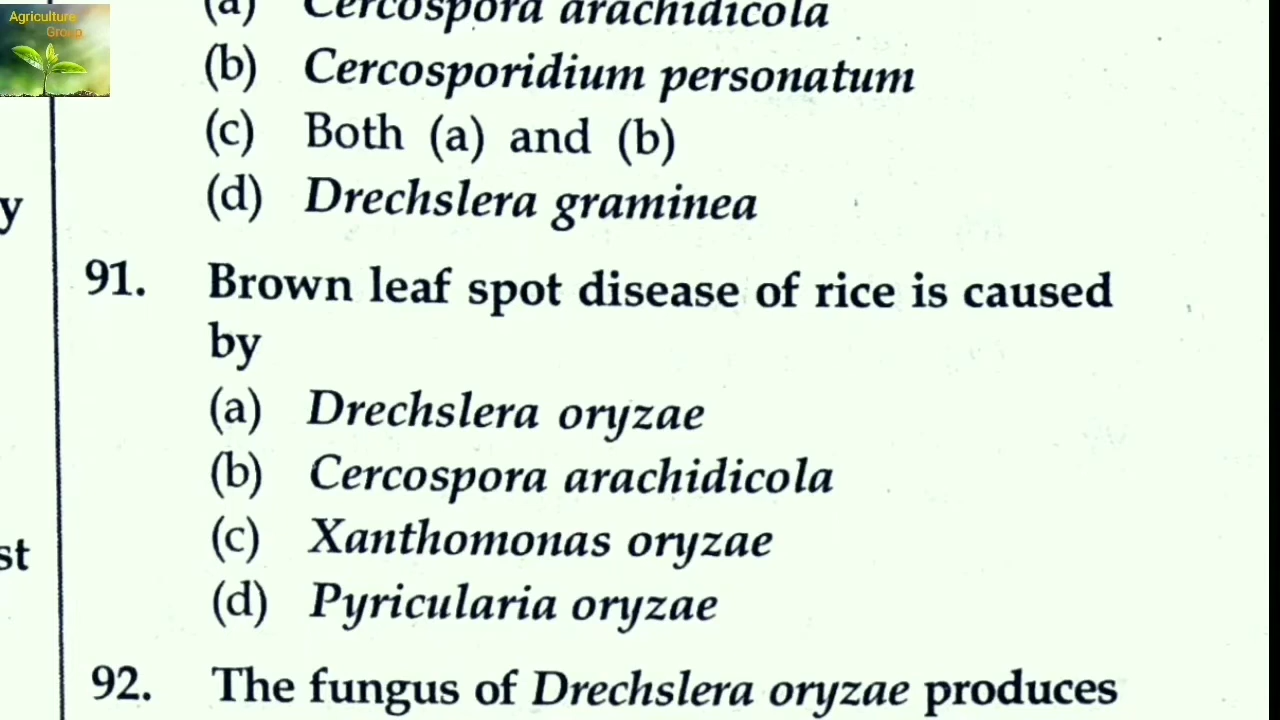 Agriculture
Group
(a) Cercospora arachidicola
(b) Cercosporidium personatum
(c) Both (a) and (b)
(d) Drechslera graminea
y
91. Brown leaf spot disease of rice is caused
by
(a) Drechslera oryzae
(b) Cercospora arachidicola
(c) Xanthomonas oryzae
st
(d) Pyricularia oryzae
92. The fungus of Drechslera oryzae produces